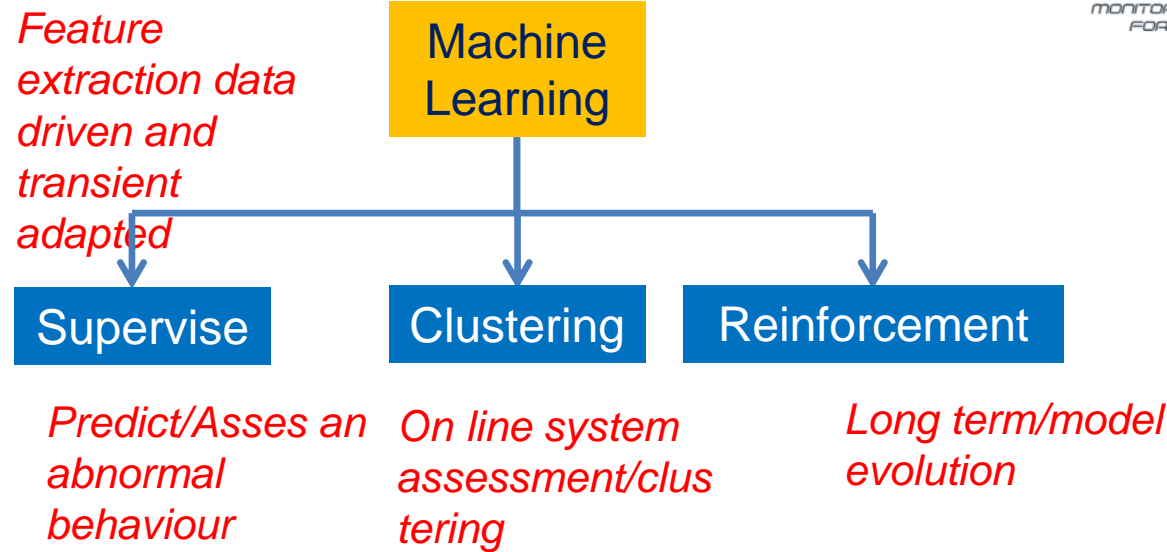 Feature
extraction data
driven and
transient
adapted
Machine
Learning
Supervise
Clustering
Reinforcement
Predict/Asses an
abnormal
behaviour
On line system
assessment/clus
tering
Long term/model
evolution